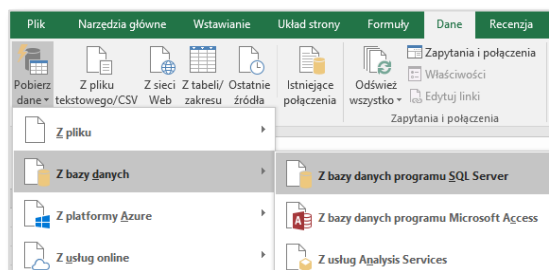 Plik Narzędzia główne Wstawianie Układ strony Formuły Dane Recenzja
Pobierz dane
Z pliku tekstowego/CSV
Z sieci Web
Z tabeli/ zakresu
Ostatnie źródła
Istniejące połączenia
Odśwież wszystko
Zapytania i połączenia
Właściwości
Edytuj linki
Zapytania i połączenia
Z pliku
Z bazy danych
Z platformy Azure
Z usług online
Z bazy danych programu SQL Server
Z bazy danych programu Microsoft Access
Z usług Analysis Services